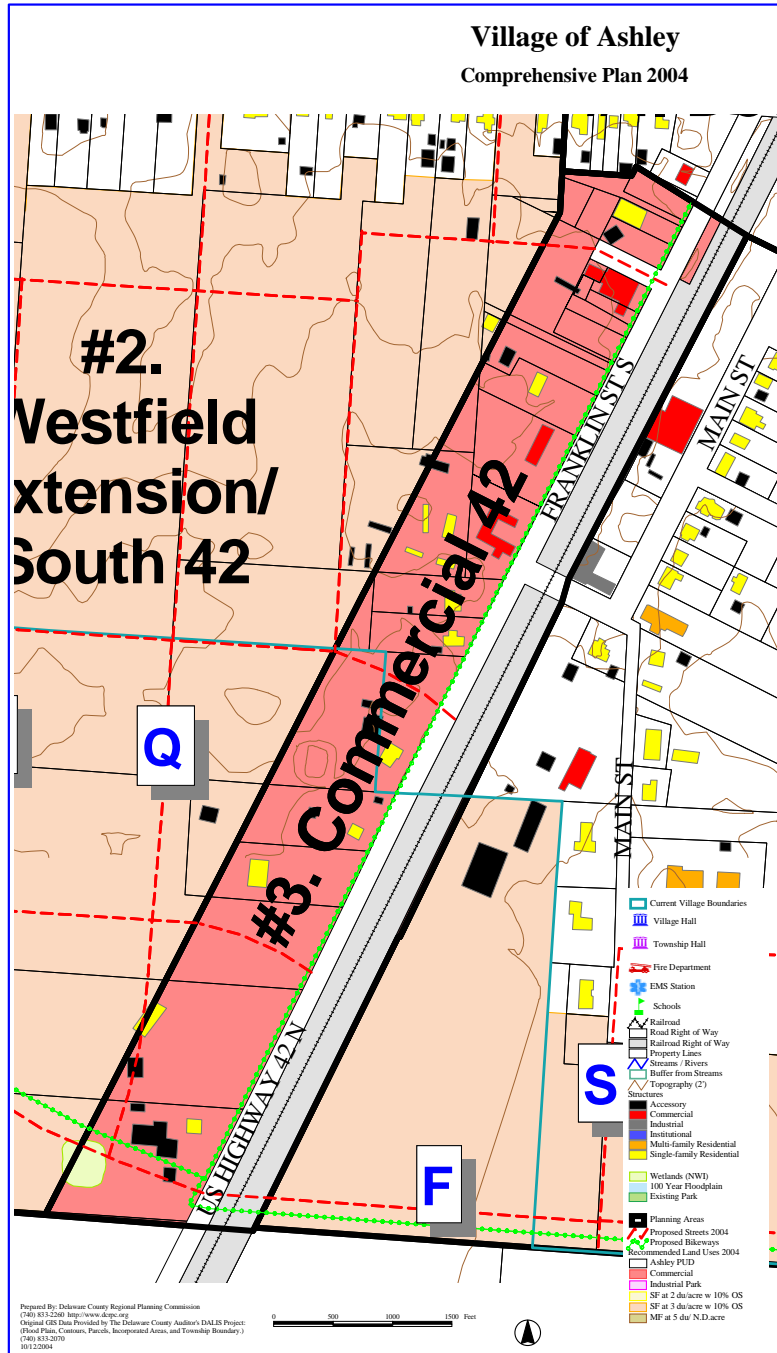 Village of Ashley
Comprehensive Plan 2004
#2.
Westfield
xtension/
South 42
#3. Commercial 42
FRANKLIN ST S
MAIN ST
MAIN ST
US HIGHWAY 42 N
Q
S
F
Current Village Boundaries
Village Hall
Township Hall
Fire Department
EMS Station
Schools
Railroad
Road Right of Way
Railroad Right of Way
Property Lines
Streams / Rivers
Buffer from Streams
Topography (2')
Structures
Accessory
Commercial
Industrial
Institutional
Multi-family Residential
Single-family Residential
Wetlands (NWI)
100 Year Floodplain
Existing Park
Planning Areas
Proposed Streets 2004
Proposed Bikeways
Recommended Land Uses 2004
Ashley PUD
Commercial
Industrial Park
SF at 2 du/acre w 10% OS
SF at 3 du/acre w 10% OS
MF at 5 du/ N.D.acre
Prepared By: Delaware County Regional Planning Commission
(740) 833-2260 http://www.dcrpc.org
Original GIS Data Provided by The Delaware County Auditor's DALIS Project:
(Flood Plain, Contours, Parcels, Incorporated Areas, and Township Boundary.)
(740) 833-2070
10/12/2004
0 500 1000 1500 Feet